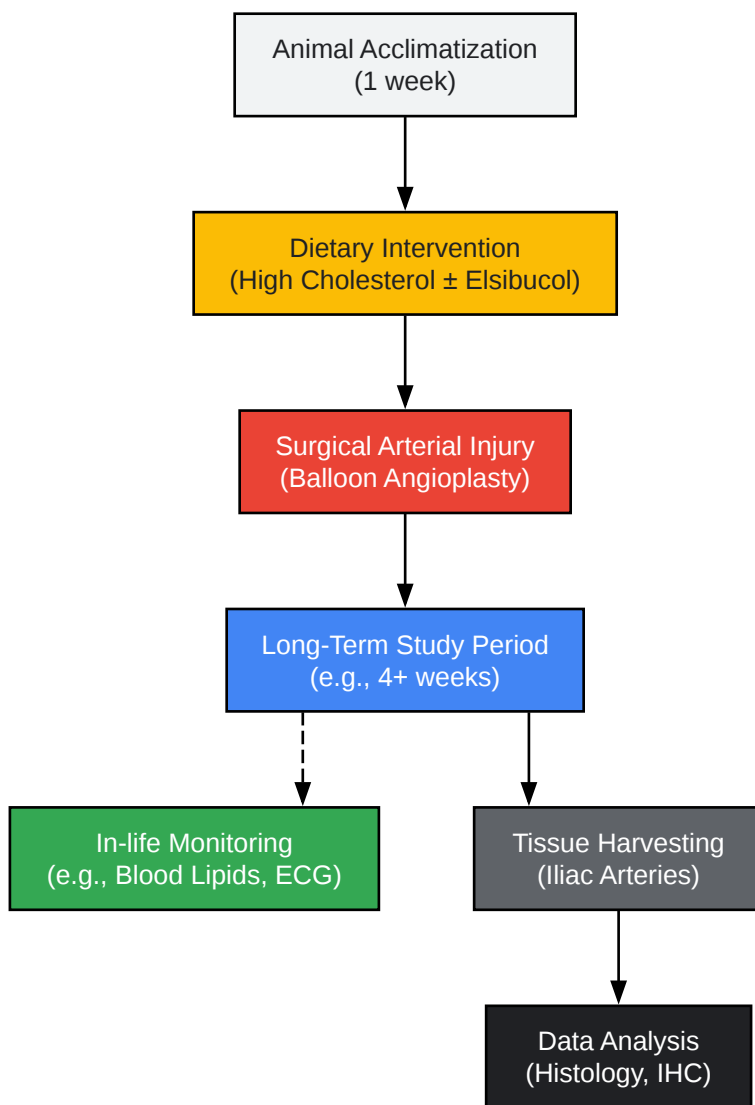 Animal Acclimatization
(1 week)
Dietary Intervention
(High Cholesterol ± Elsibucol)
Surgical Arterial Injury
(Balloon Angioplasty)
Long-Term Study Period
(e.g., 4+ weeks)
In-life Monitoring
(e.g., Blood Lipids, ECG)
Tissue Harvesting
(Iliac Arteries)
Data Analysis
(Histology, IHC)